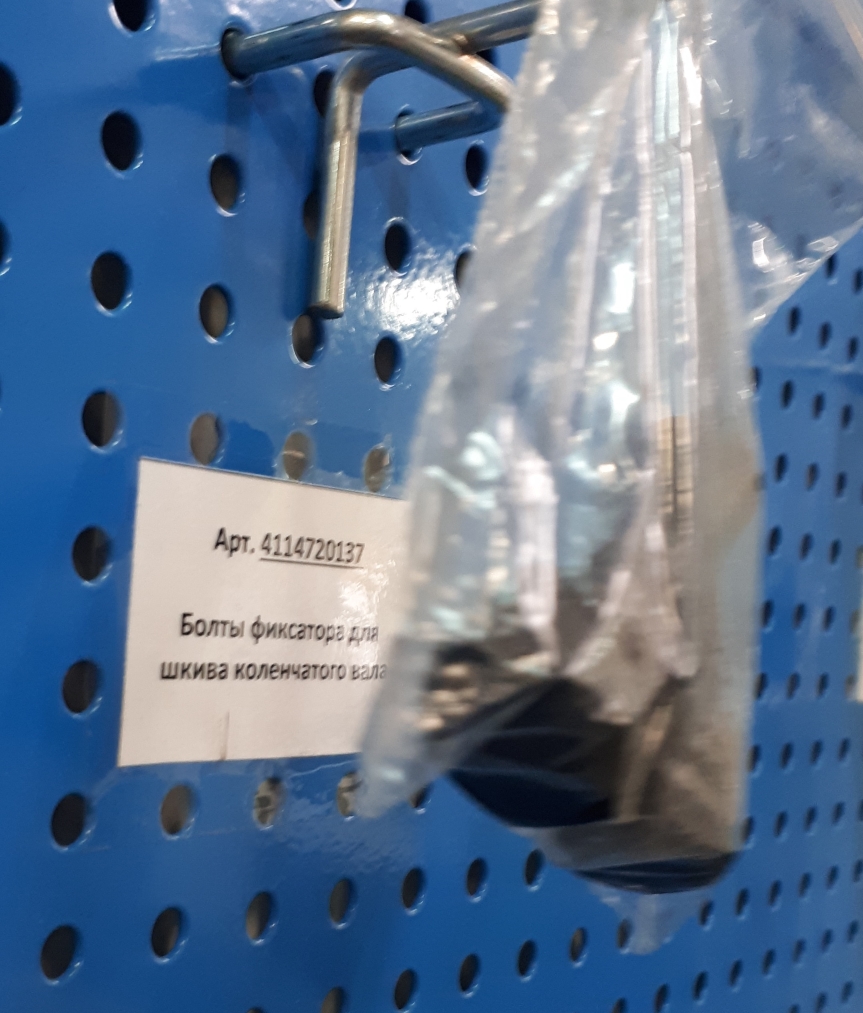 Арт. 4114720137
Болты фиксатора для
шкива коленчатого вала